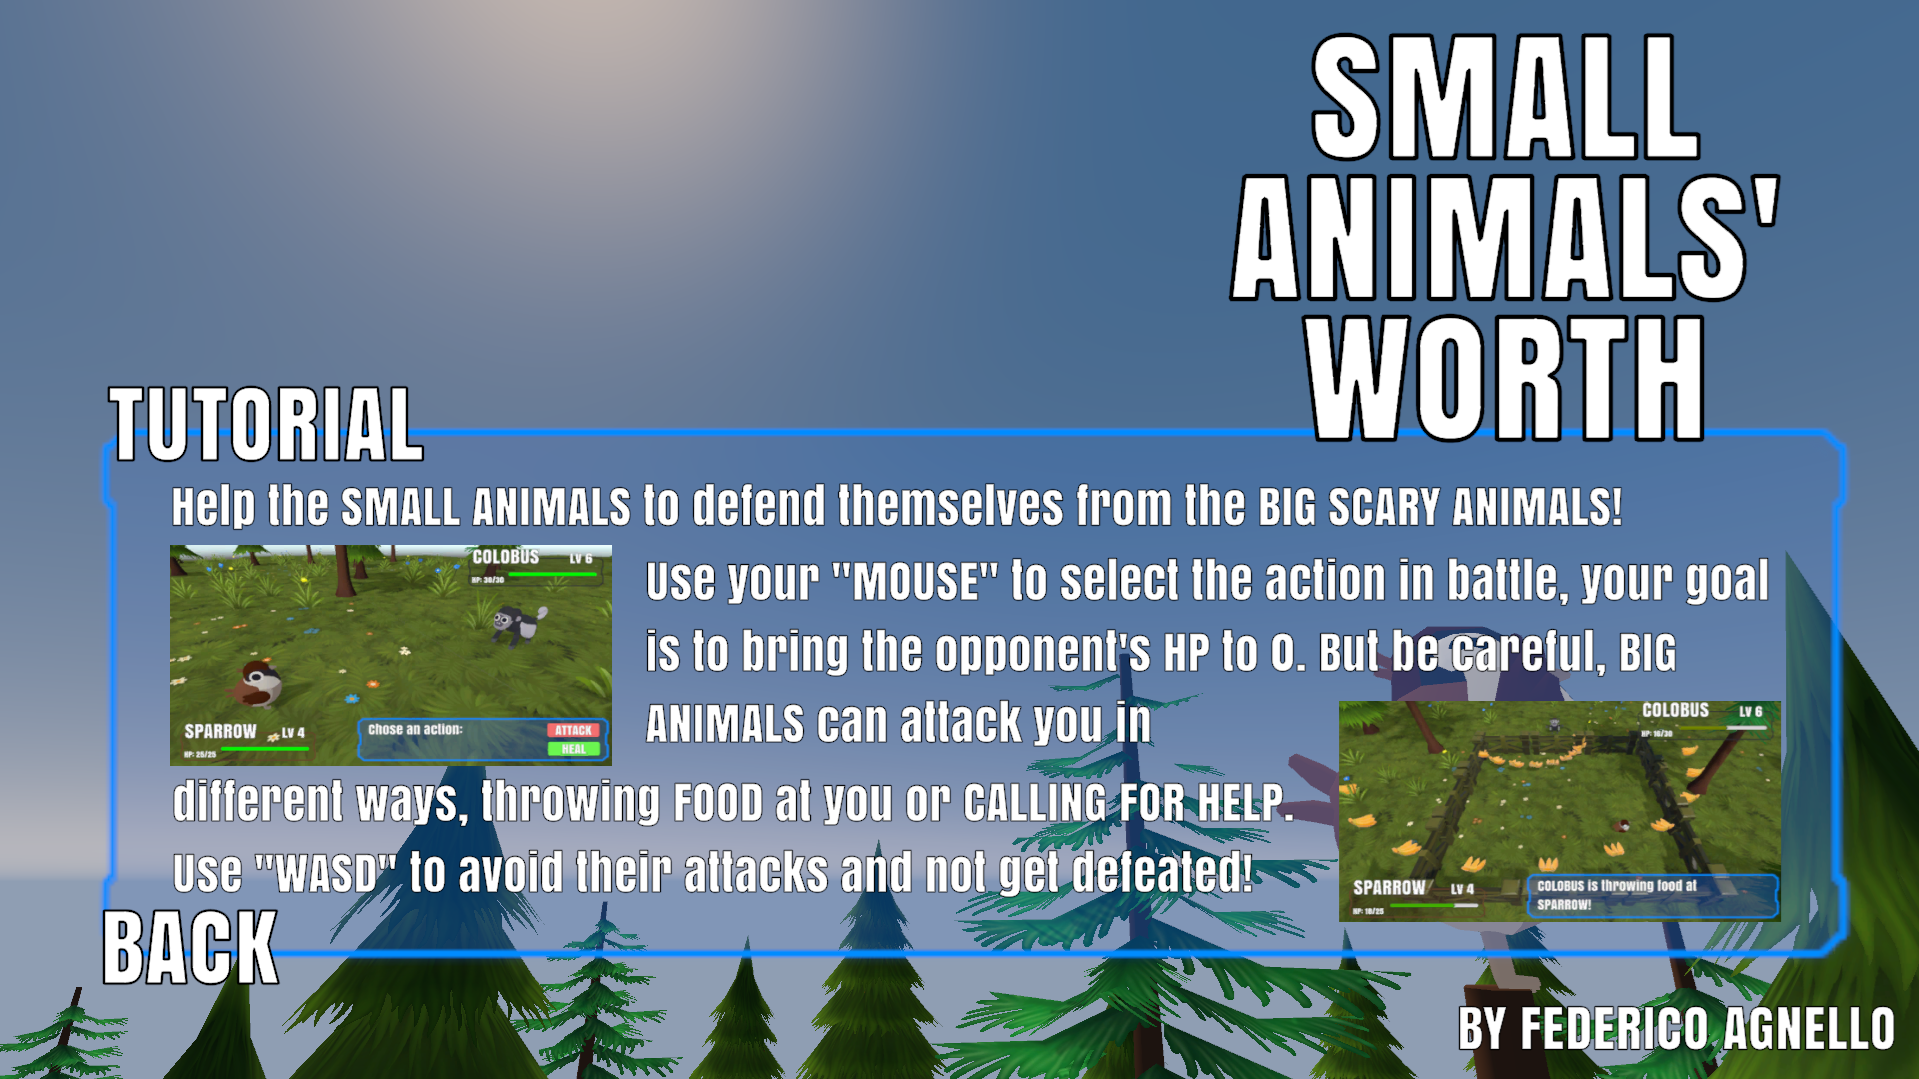 SMALL
ANIMALS'
WORTH
TUTORIAL
Help the SMALL ANIMALS to defend themselves from the BIG SCARY ANIMALS!
COLOBUS LV 6
HP: 30/30
SPARROW LV 4
HP: 25/25
Chose an action:
ATTACK
HEAL
Use your "MOUSE" to select the action in battle, your goal
is to bring the opponent's HP to 0. But be careful, BIG
ANIMALS can attack you in
different ways, throwing FOOD at you or CALLING FOR HELP.
Use "WASD" to avoid their attacks and not get defeated!
COLOBUS LV 6
HP: 16/30
SPARROW LV 4
HP: 18/25
COLOBUS is throwing food at
SPARROW!
BACK
BY FEDERICO AGNELLO